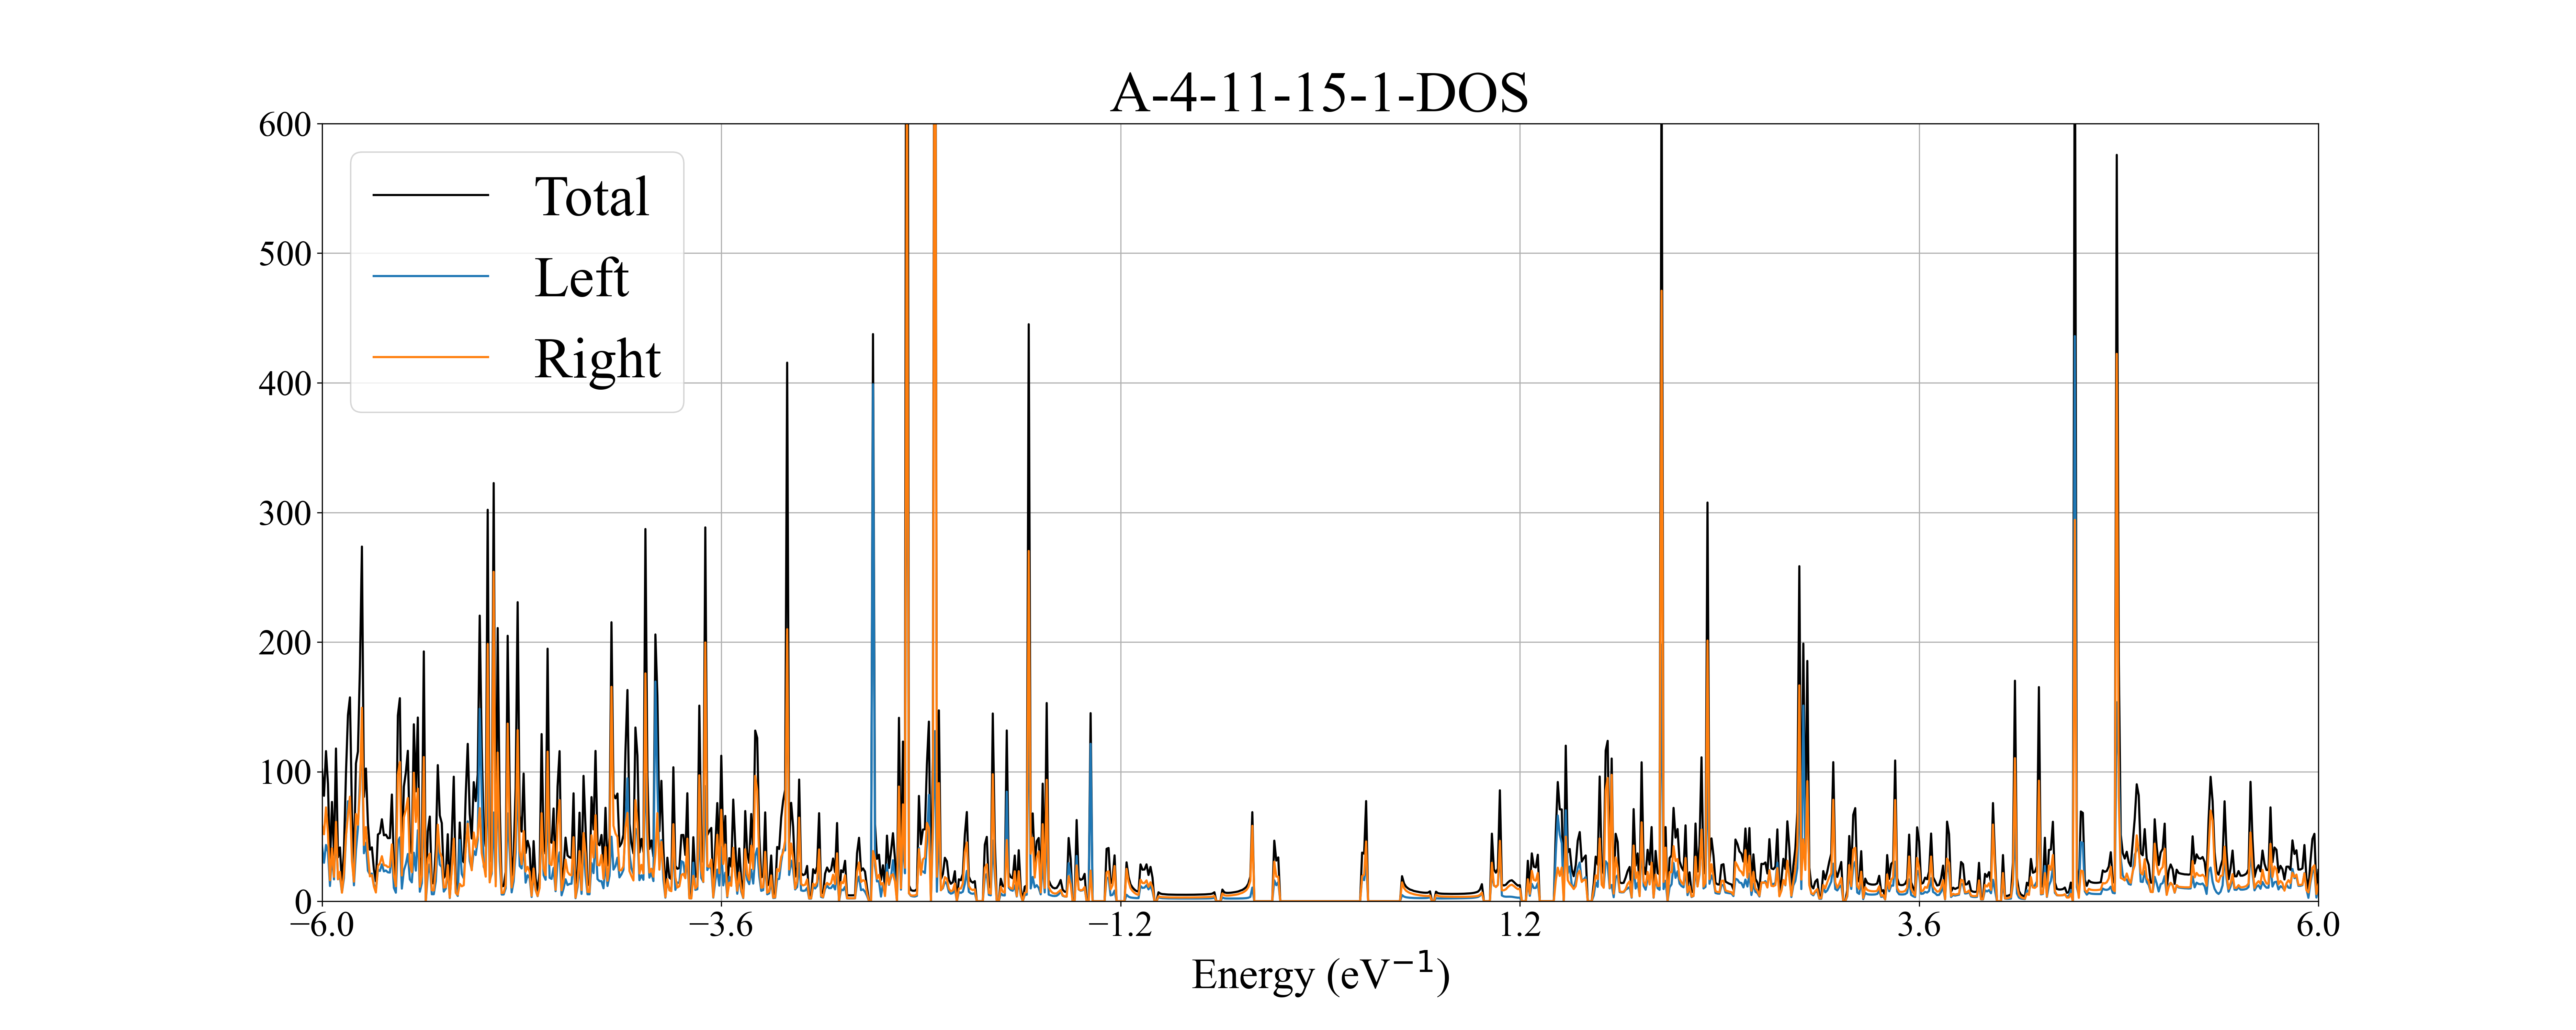 A-4-11-15-1-DOS
600
500
400
300
200
100
0
Total
Left
Right
−6.0
−3.6
−1.2
1.2
3.6
6.0
Energy (eV⁻¹)